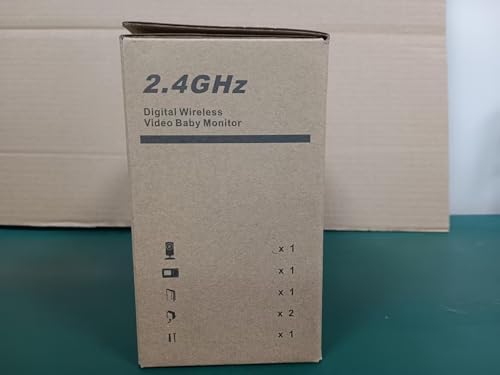 2.4GHz
Digital Wireless
Video Baby Monitor
x 1
x 1
x 1
x 2
x 1